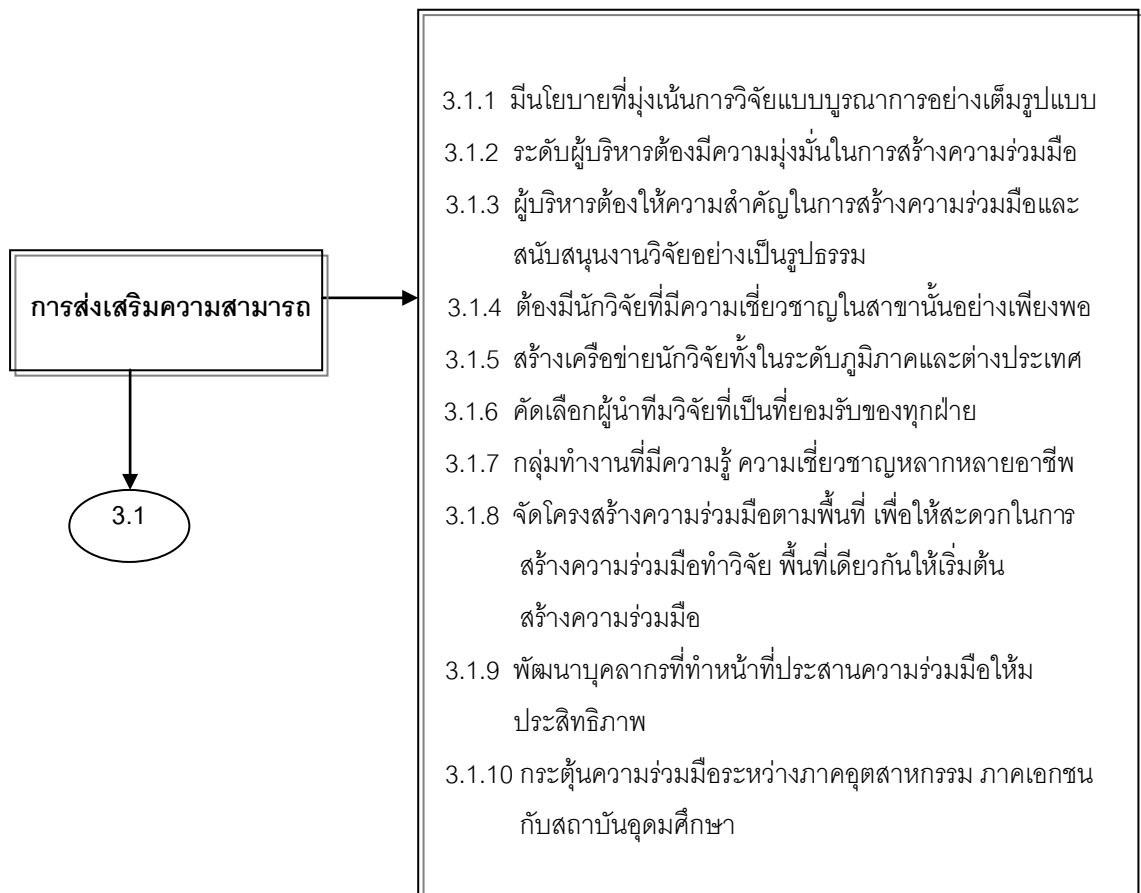 3.1.1 มีนโยบายที่มุ่งเน้นการวิจัยแบบบูรณาการอย่างเต็มรูปแบบ
3.1.2 ระดับผู้บริหารต้องมีความมุ่งมั่นในการสร้างความร่วมมือ
3.1.3 ผู้บริหารต้องให้ความสำคัญในการสร้างความร่วมมือและ
สนับสนุนงานวิจัยอย่างเป็นรูปธรรม
การส่งเสริมความสามารถ
3.1.4 ต้องมีนักวิจัยที่มีความเชี่ยวชาญในสาขานั้นอย่างเพียงพอ
3.1.5 สร้างเครือข่ายนักวิจัยทั้งในระดับภูมิภาคและต่างประเทศ
3.1.6 คัดเลือกผู้นำทีมวิจัยที่เป็นที่ยอมรับของทุกฝ่าย
3.1.7 กลุ่มทำงานที่มีความรู้ ความเชี่ยวชาญหลากหลายอาชีพ
3.1
3.1.8 จัดโครงสร้างความร่วมมือตามพื้นที่ เพื่อให้สะดวกในการ
สร้างความร่วมมือทำวิจัย พื้นที่เดียวกันให้เริ่มต้น
สร้างความร่วมมือ
3.1.9 พัฒนาบุคลากรที่ทำหน้าที่ประสานความร่วมมือให้ม
ประสิทธิภาพ
3.1.10 กระตุ้นความร่วมมือระหว่างภาคอุตสาหกรรม ภาคเอกชน
กับสถาบันอุดมศึกษา